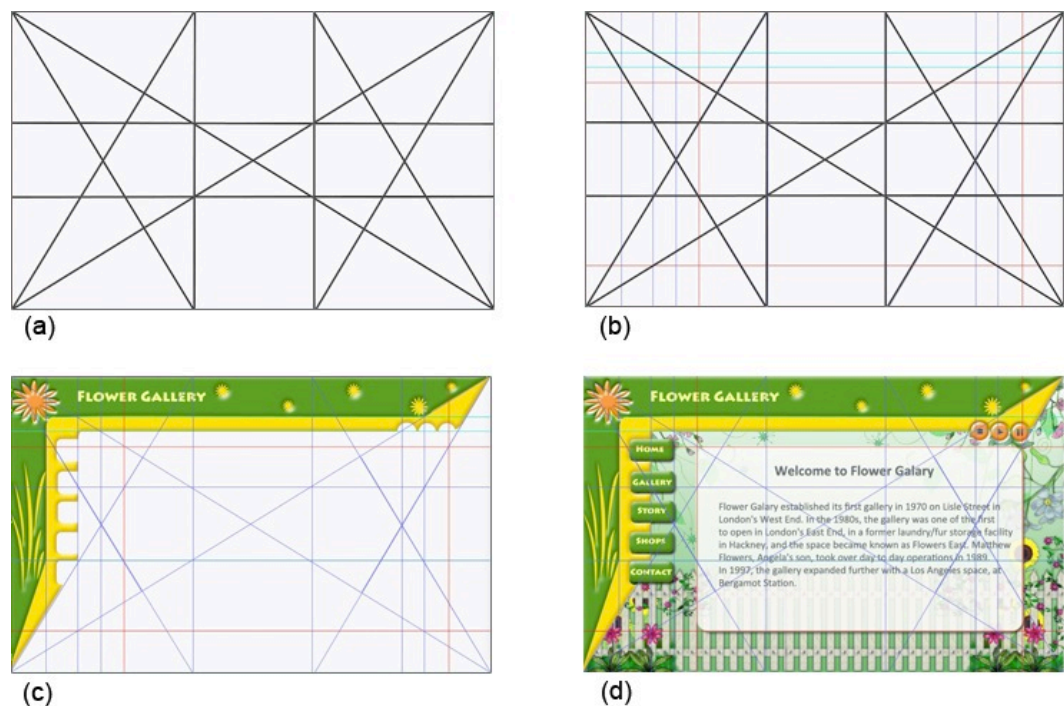 (a)
(b)
FLOWER GALLERY
(c)
FLOWER GALLERY
HOME
GALLERY
STORY
SHOPS
CONTACT
Welcome to Flower Galary
Flower Galary established its first gallery in 1970 on Lisle Street in
London's West End. In the 1980s, the gallery was one of the first
to open in London's East End, in a former laundry/fur storage facility
in Hackney, and the space became known as Flowers East. Matthew
Flowers, Angela's son, took over day to day operations in 1989.
In 1997, the gallery expanded further with a Los Angeles space, at
Bergamot Station.
(d)